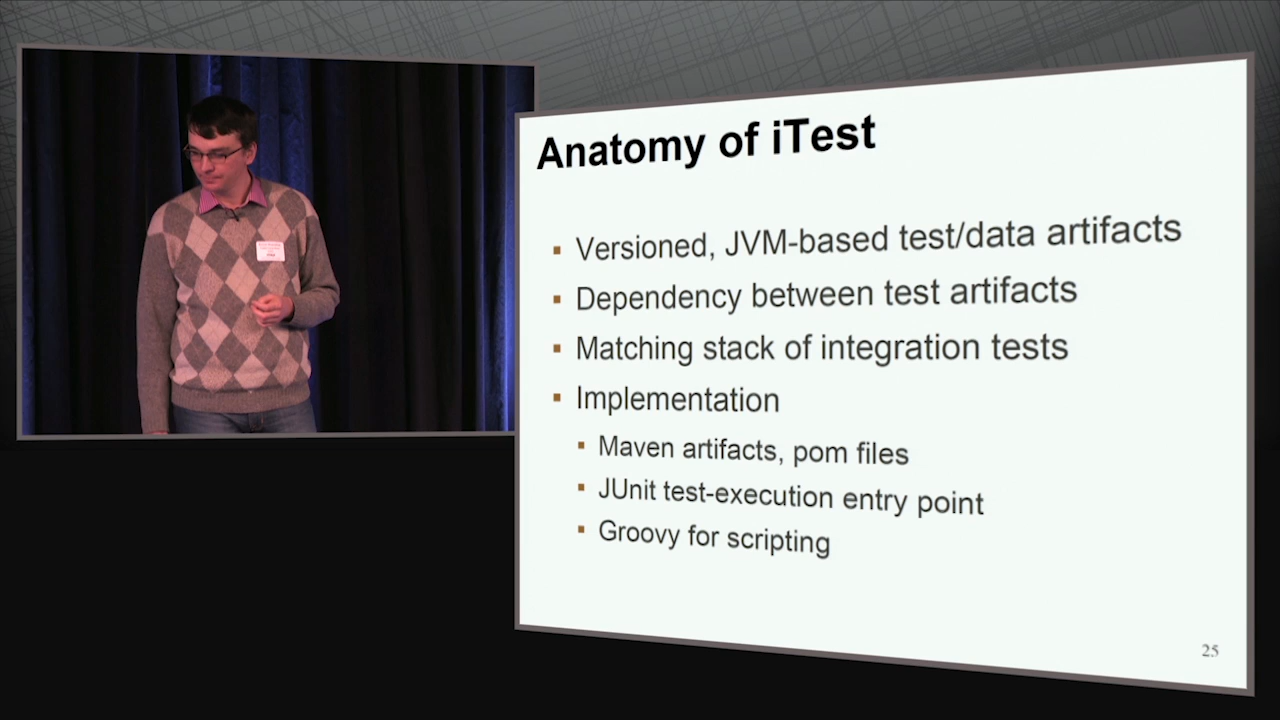 Anatomy of iTest
Versioned, JVM-based test/data artifacts
Dependency between test artifacts
Matching stack of integration tests
Implementation
Maven artifacts, pom files
JUnit test-execution entry point
Groovy for scripting
25